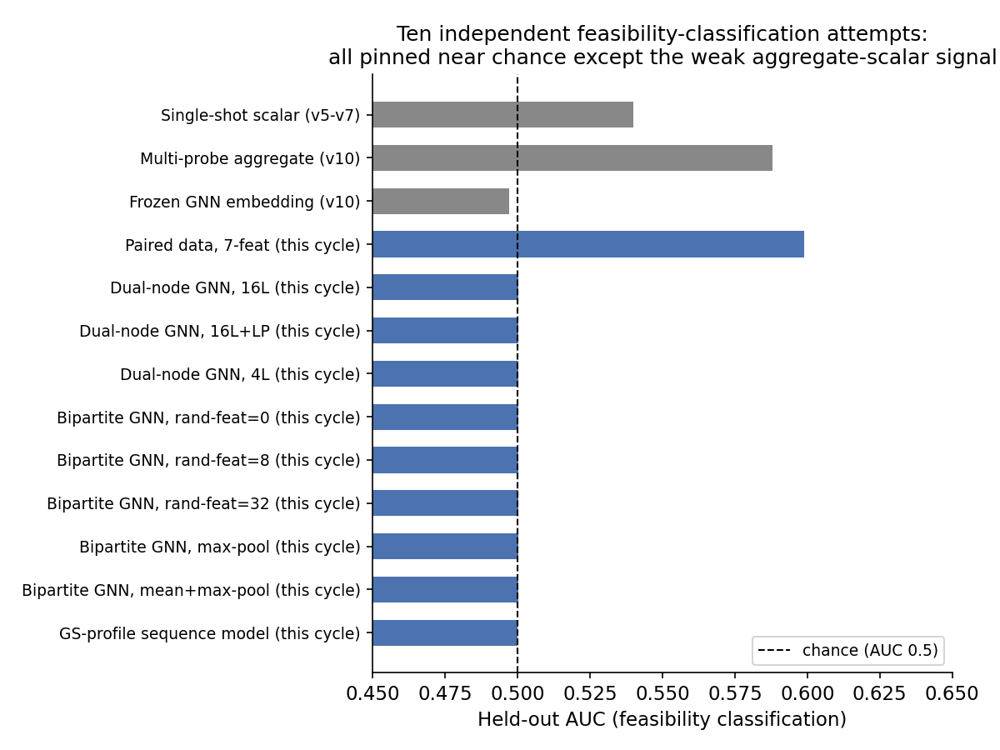 Ten independent feasibility-classification attempts:
all pinned near chance except the weak aggregate-scalar signal
Single-shot scalar (v5-v7)
Multi-probe aggregate (v10)
Frozen GNN embedding (v10)
Paired data, 7-feat (this cycle)
Dual-node GNN, 16L (this cycle)
Dual-node GNN, 16L+LP (this cycle)
Dual-node GNN, 4L (this cycle)
Bipartite GNN, rand-feat=0 (this cycle)
Bipartite GNN, rand-feat=8 (this cycle)
Bipartite GNN, rand-feat=32 (this cycle)
Bipartite GNN, max-pool (this cycle)
Bipartite GNN, mean+max-pool (this cycle)
GS-profile sequence model (this cycle)
chance (AUC 0.5)
0.450 0.475 0.500 0.525 0.550 0.575 0.600 0.625 0.650
Held-out AUC (feasibility classification)